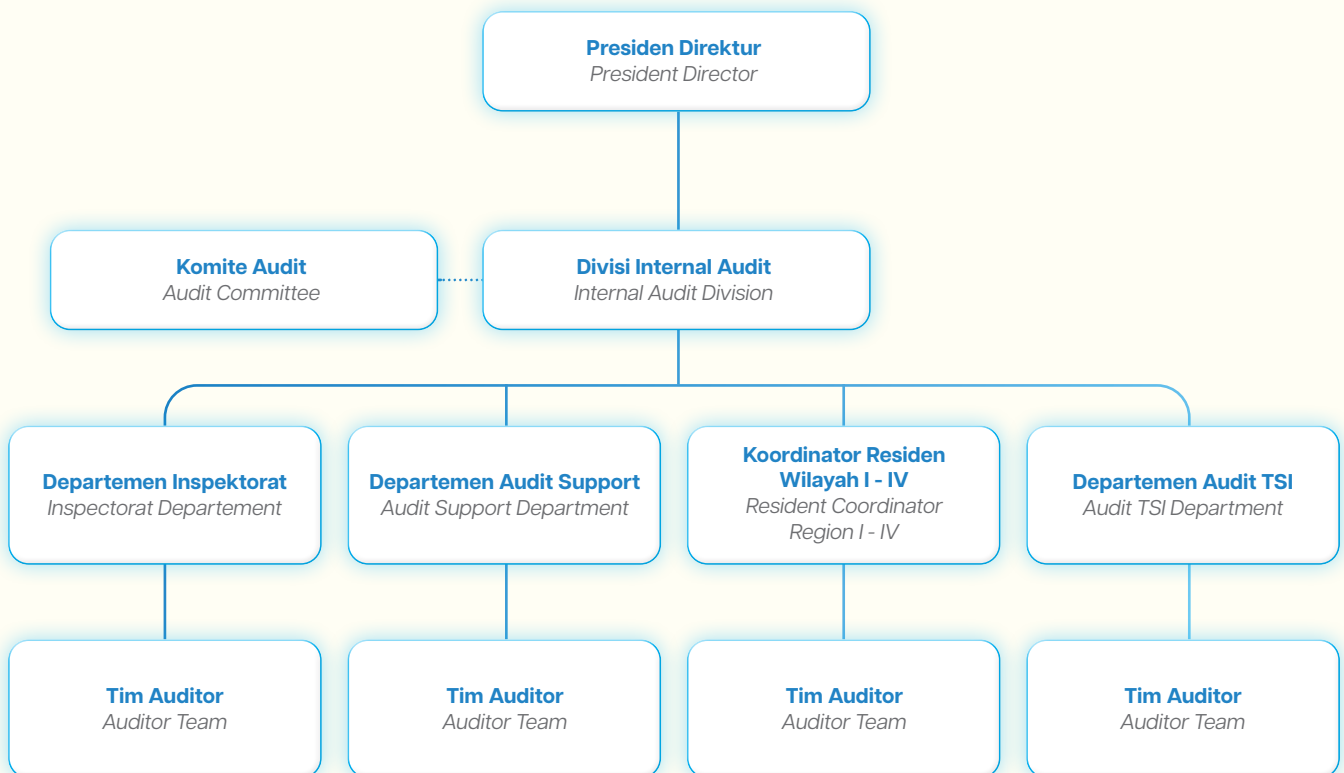 Presiden Direktur
President Director
Komite Audit
Audit Committee
Divisi Internal Audit
Internal Audit Division
Departemen Inspektorat
Inspectorat Departement
Departemen Audit Support
Audit Support Department
Koordinator Residen
Wilayah I - IV
Resident Coordinator
Region I - IV
Departemen Audit TSI
Audit TSI Department
Tim Auditor
Auditor Team
Tim Auditor
Auditor Team
Tim Auditor
Auditor Team
Tim Auditor
Auditor Team